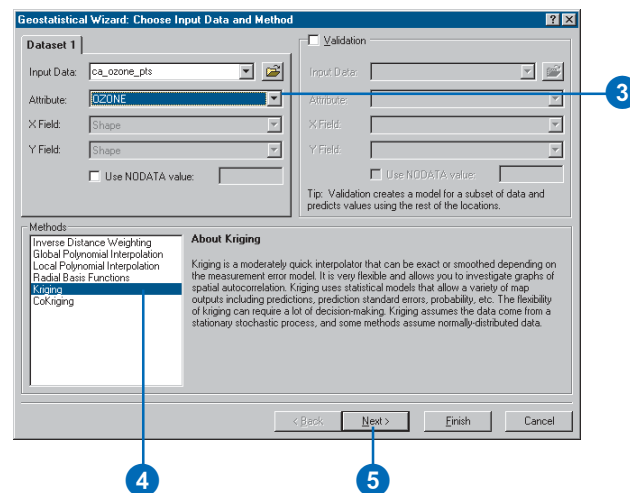 Geostatistical Wizard: Choose Input Data and Method
Dataset 1
Input Data: ca_ozone_pts
Attribute: OZONE
X Field: Shape
Y Field: Shape
Use NODATA value:
Validation
Input Data:
Attribute:
X Field:
Y Field:
Use NODATA value:
Tip: Validation creates a model for a subset of data and
predicts values using the rest of the locations.
3
Methods
Inverse Distance Weighting
Global Polynomial Interpolation
Local Polynomial Interpolation
Radial Basis Functions
Kriging
CoKriging
About Kriging
Kriging is a moderately quick interpolator that can be exact or smoothed depending on
the measurement error model. It is very flexible and allows you to investigate graphs of
spatial autocorrelation. Kriging uses statistical models that allow a variety of map
outputs including predictions, prediction standard errors, probability, etc. The flexibility
of kriging can require a lot of decision-making. Kriging assumes the data come from a
stationary stochastic process, and some methods assume normally-distributed data.
< Back
Next >
Finish
Cancel
4
5